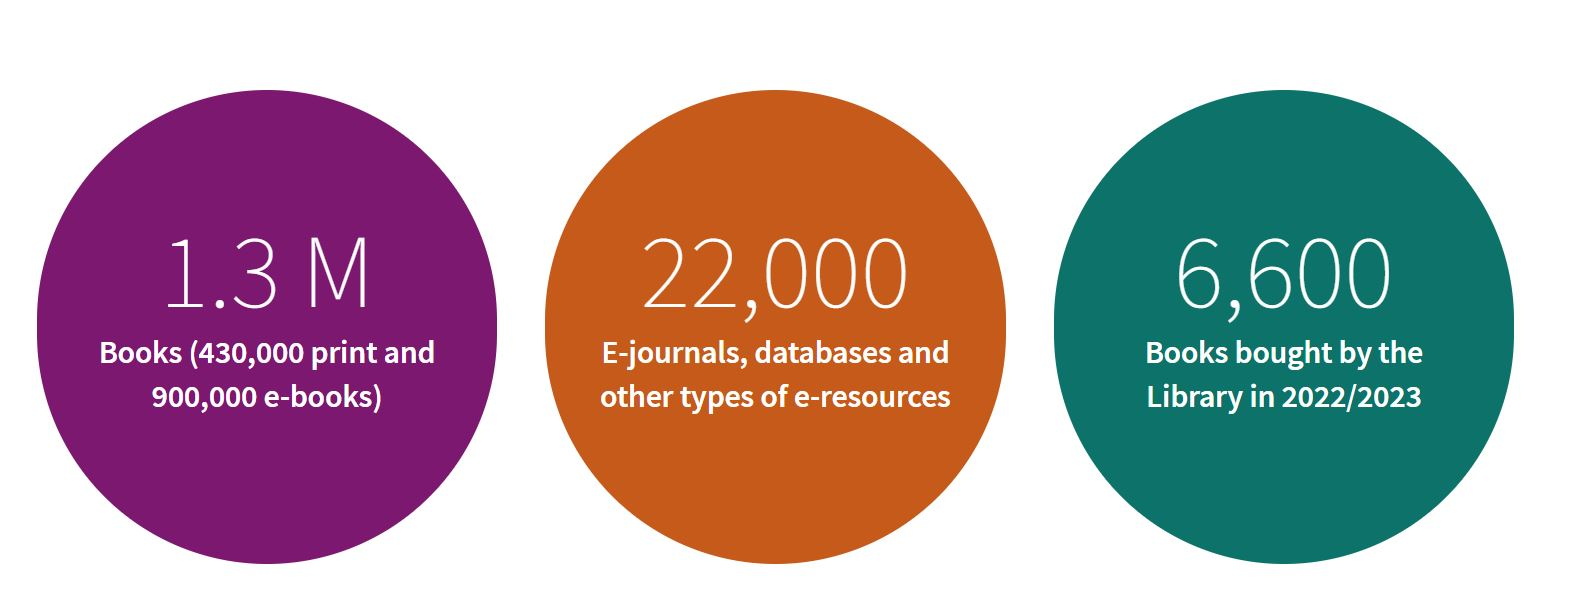 1.3 M
Books (430,000 print and
900,000 e-books)
22,000
E-journals, databases and
other types of e-resources
6,600
Books bought by the
Library in 2022/2023